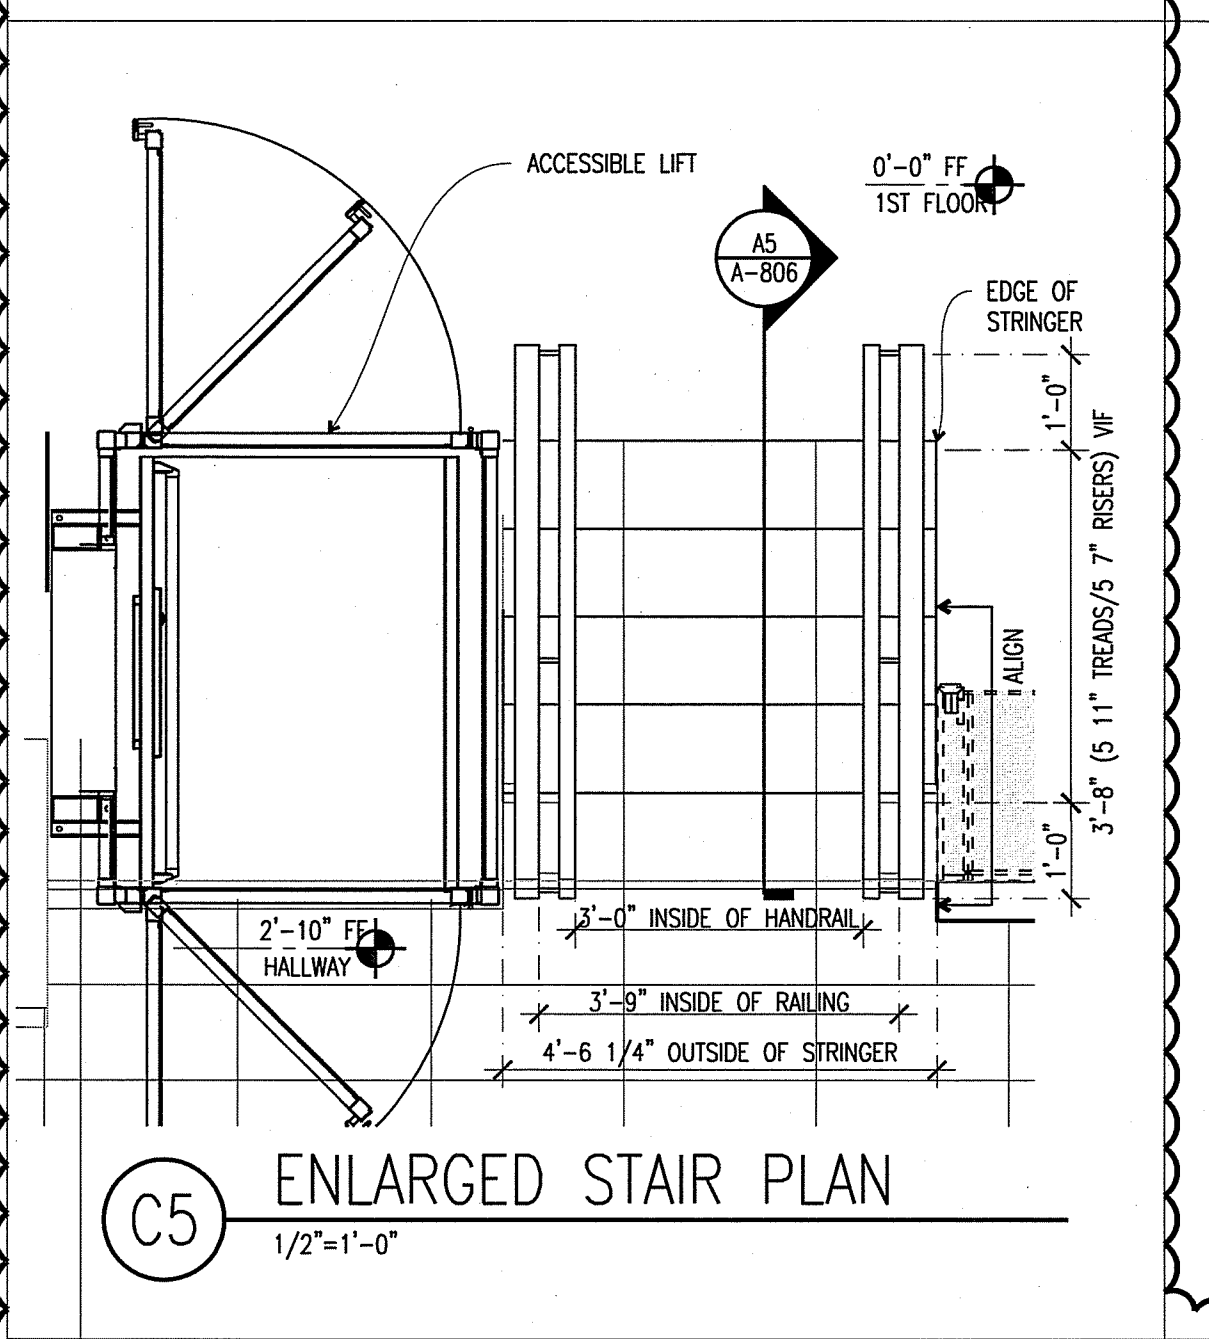 ACCESSIBLE LIFT
0'-0" FF
1ST FLOOR
A5
A-806
EDGE OF
STRINGER
1'-0"
3'-8" (5 11" TREADS/5 7" RISERS) VIF
ALIGN
1'-0"
3'-0" INSIDE OF HANDRAIL
2'-10" FF
HALLWAY
3'-9" INSIDE OF RAILING
4'-6 1/4" OUTSIDE OF STRINGER
C5
ENLARGED STAIR PLAN
1/2"=1'-0"